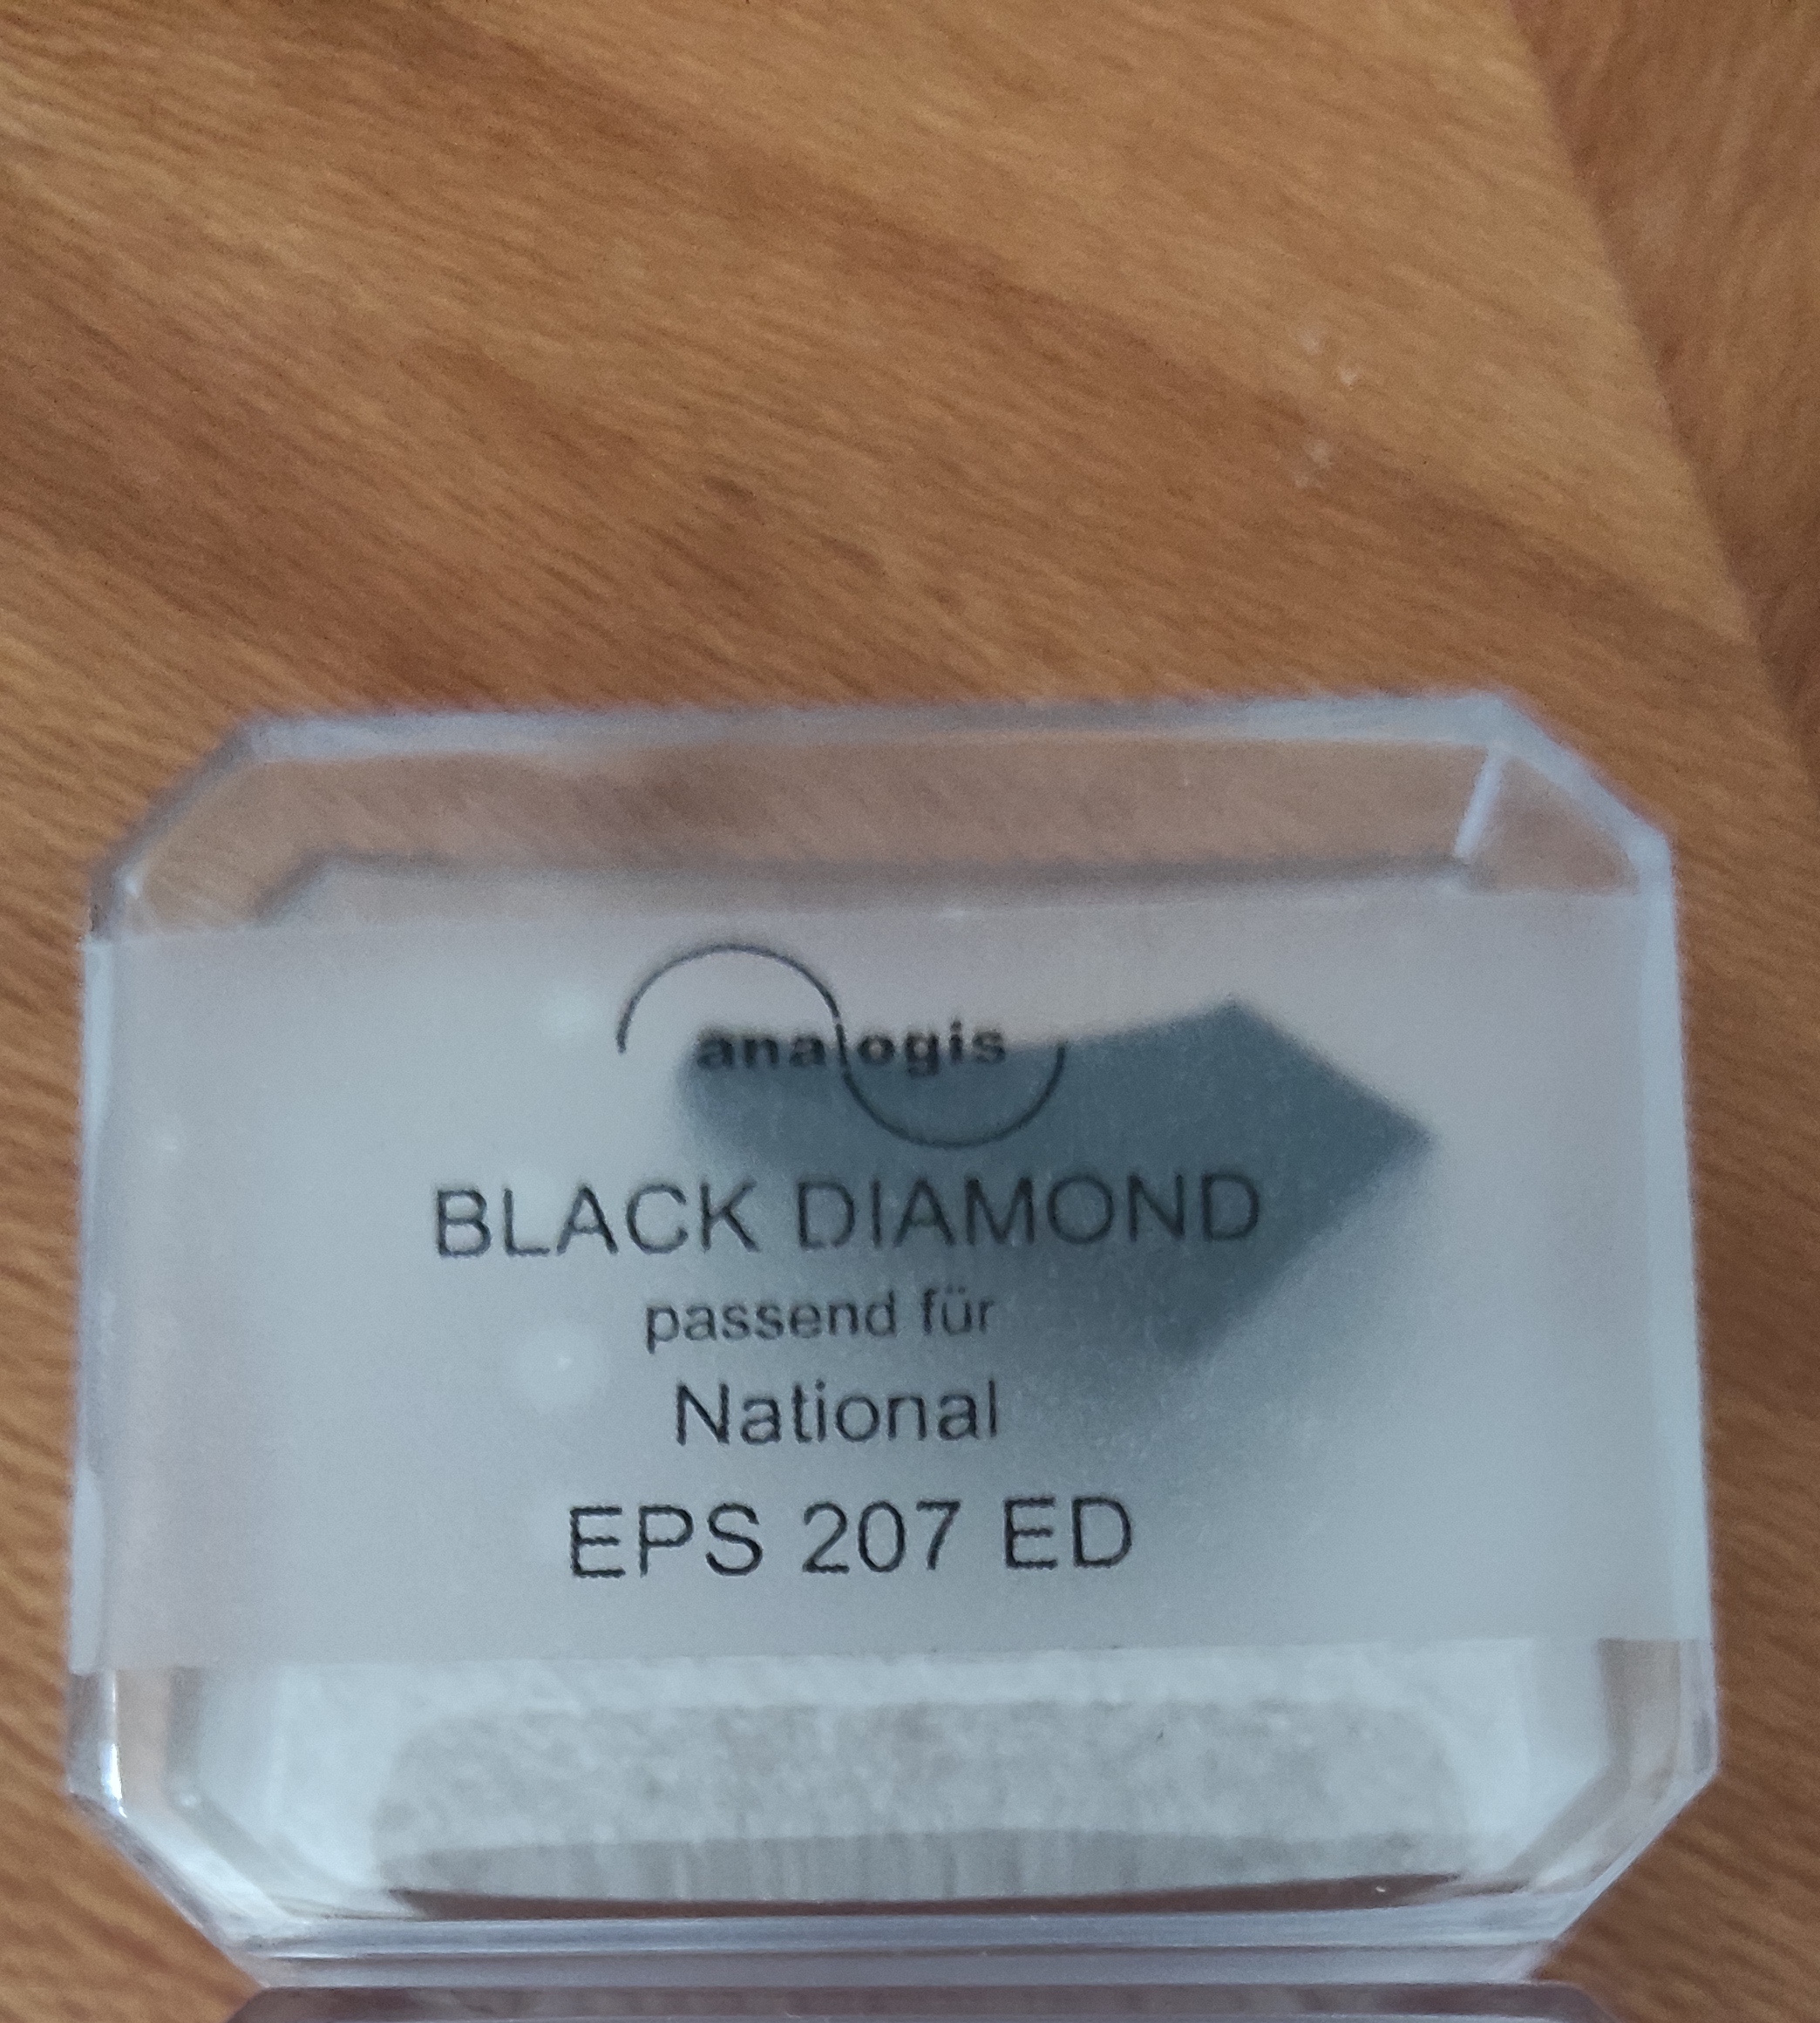 analogis
BLACK DIAMOND
passend für
National
EPS 207 ED